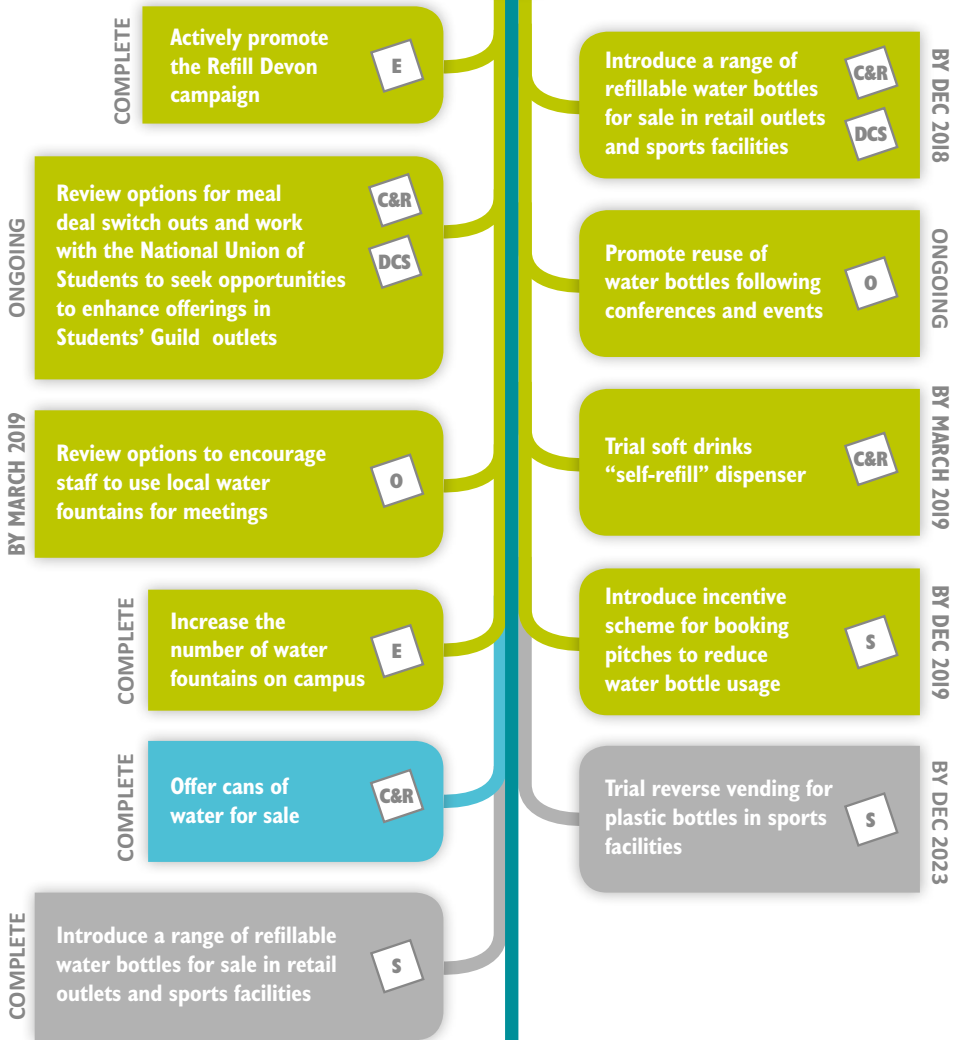 COMPLETE
Actively promote
the Refill Devon
campaign
E
ONGOING
Review options for meal
deal switch outs and work
with the National Union of
Students to seek opportunities
to enhance offerings in
Students’ Guild  outlets
C&R
DCS
BY MARCH 2019
Review options to encourage
staff to use local water
fountains for meetings
O
COMPLETE
Increase the
number of water
fountains on campus
E
COMPLETE
Offer cans of
water for sale
C&R
COMPLETE
Introduce a range of refillable
water bottles for sale in retail
outlets and sports facilities
S
Introduce a range of
refillable water bottles
for sale in retail outlets
and sports facilities
C&R
DCS
BY DEC 2018
Promote reuse of
water bottles following
conferences and events
O
ONGOING
Trial soft drinks
“self-refill” dispenser
C&R
BY MARCH 2019
Introduce incentive
scheme for booking
pitches to reduce
water bottle usage
S
BY DEC 2019
Trial reverse vending for
plastic bottles in sports
facilities
S
BY DEC 2023